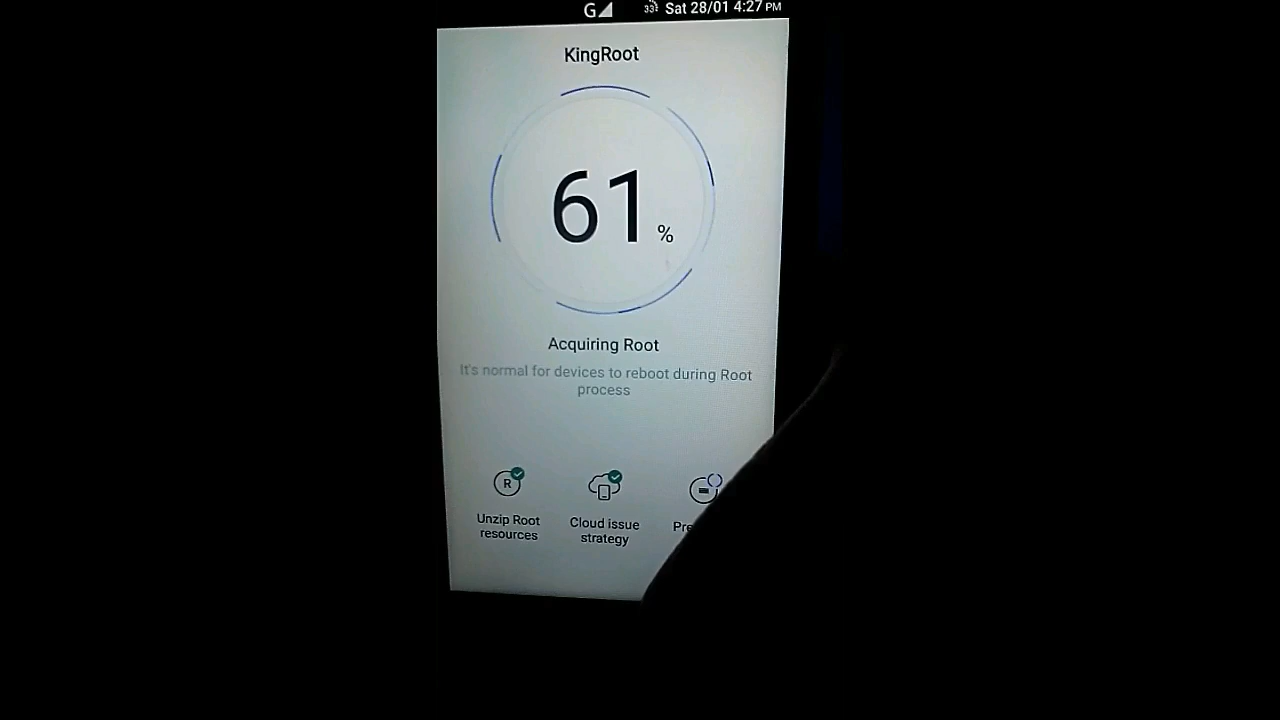 G 33 Sat 28/01 4:27 PM
KingRoot
61 %
Acquiring Root
It's normal for devices to reboot during Root
process
R
Unzip Root
resources
Cloud issue
strategy